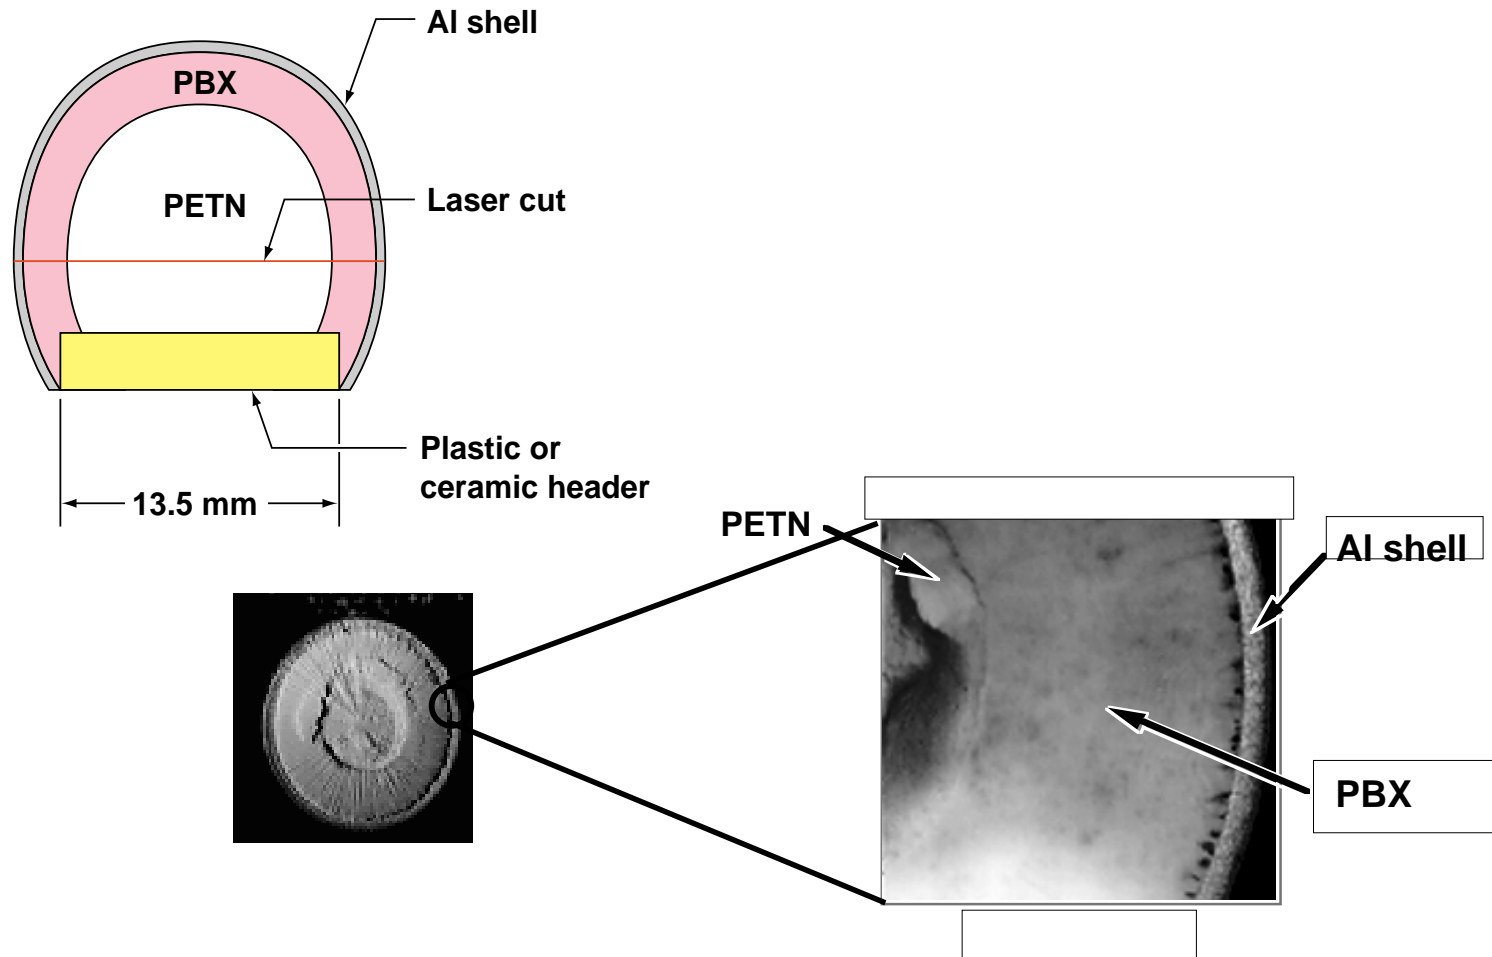 Al shell
PBX
PETN
Laser cut
Plastic or
ceramic header
13.5 mm
PETN
Al shell
PBX